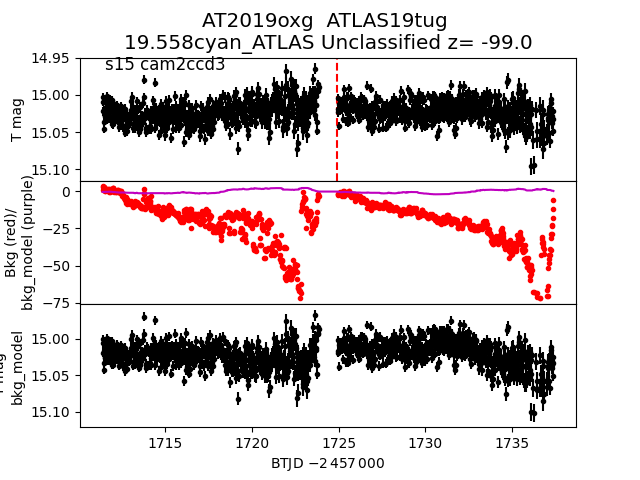 AT2019oxg ATLAS19tug
19.558cyan_ATLAS Unclassified z= -99.0
s15 cam2ccd3
14.95
15.00
15.05
15.10
T mag
0
−25
−50
−75
Bkg (red)/
bkg_model (purple)
15.00
15.05
15.10
mag
bkg_model
1715
1720
1725
1730
1735
BTJD −2 457 000